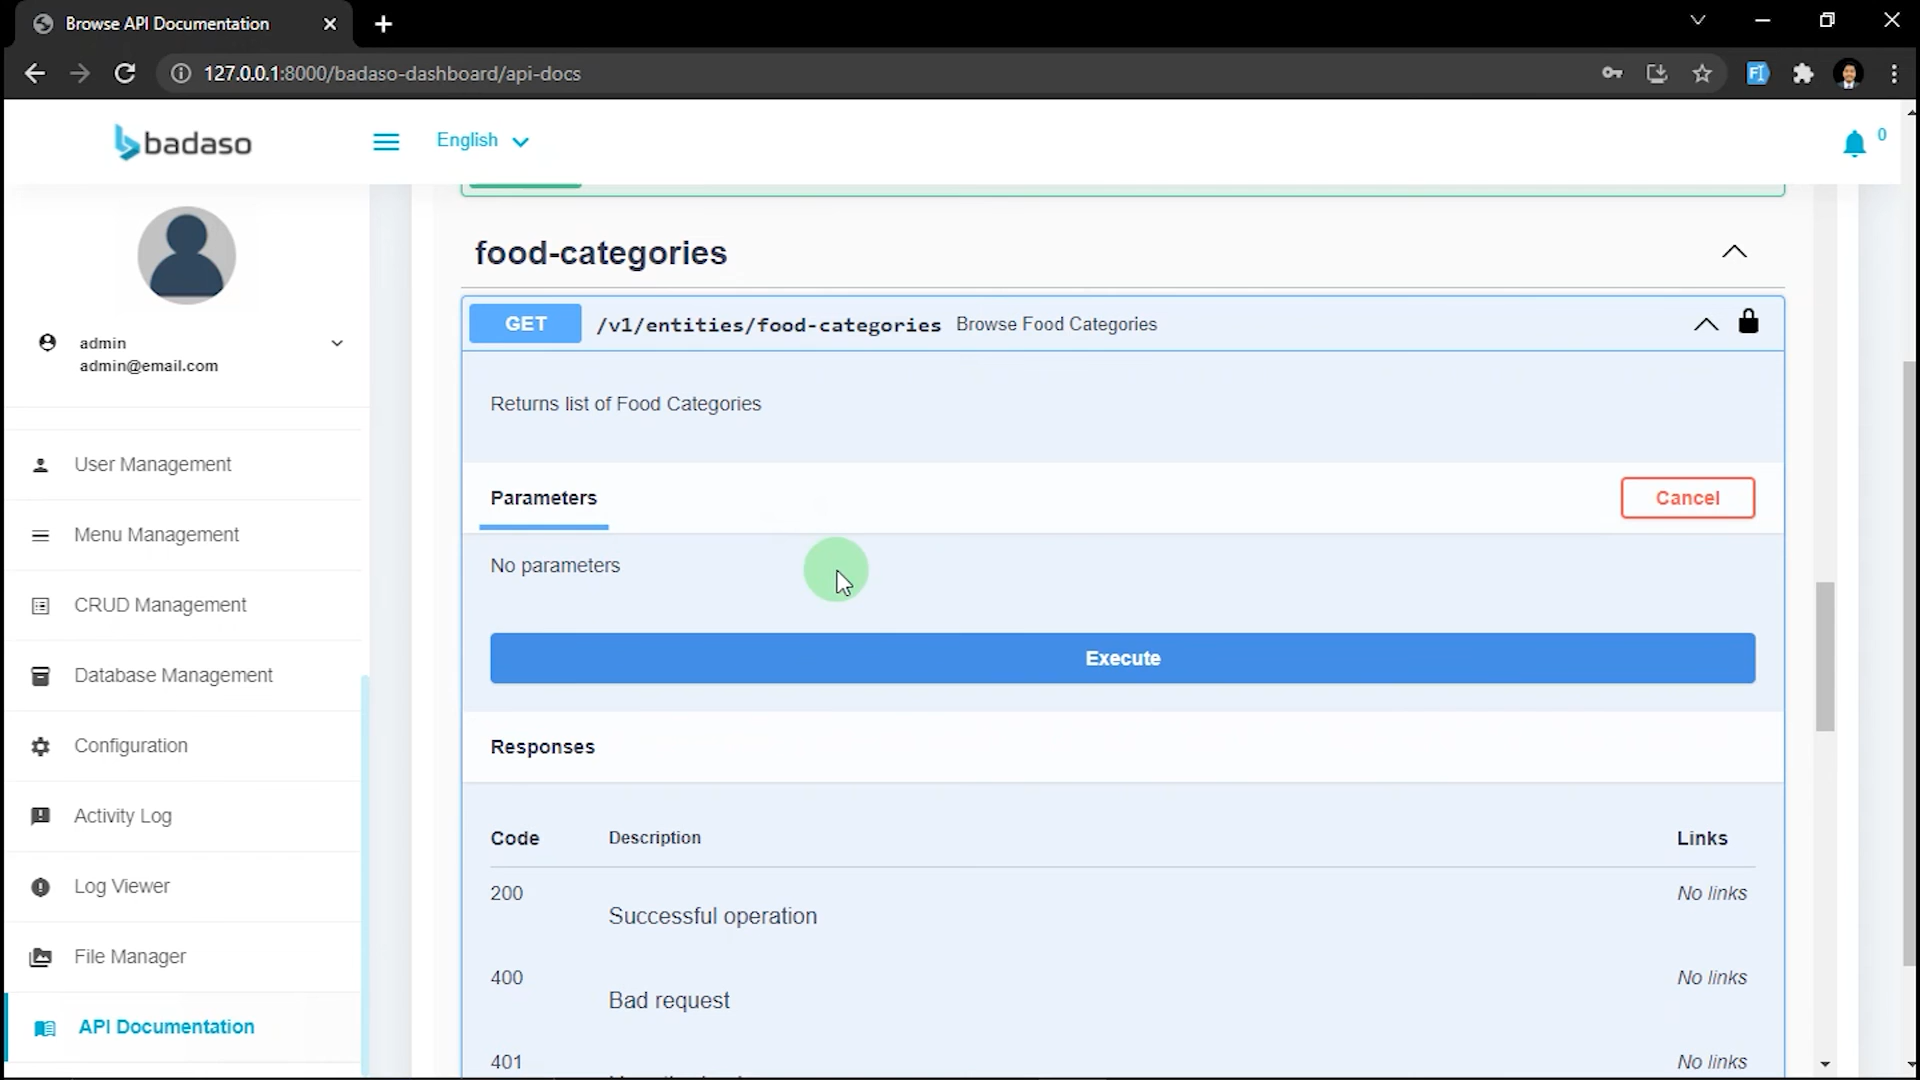 Browse API Documentation
127.0.0.1:8000/badaso-dashboard/api-docs
badaso
English
0
admin
admin@email.com
User Management
Menu Management
CRUD Management
Database Management
Configuration
Activity Log
Log Viewer
File Manager
API Documentation
food-categories
GET /v1/entities/food-categories Browse Food Categories
Returns list of Food Categories
Parameters
Cancel
No parameters
Execute
Responses
Code Description Links
200 No links
Successful operation
400 No links
Bad request
401 No links